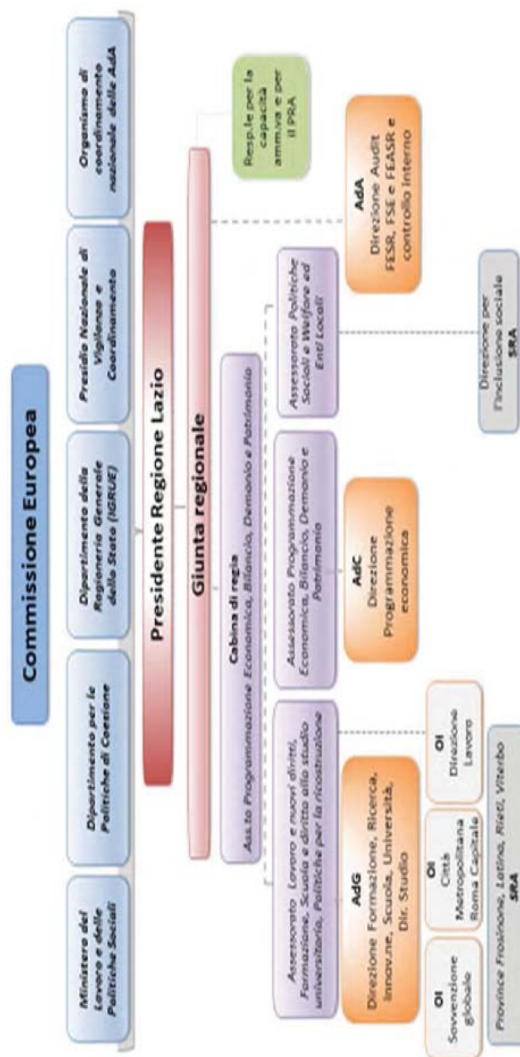 Commissione Europea
Ministero del
Lavoro e delle
Politiche Sociali
Dipartimento per le
Politiche di Coesione
Dipartimento della
Ragioneria Generale
dello Stato (IGRUE)
Presidio Nazionale di
Vigilanza e
Coordinamento
Organismo di
coordinamento
nazionale delle AdA
Presidente Regione Lazio
Giunta regionale
Cabina di regia
Ass.to Programmazione Economica, Bilancio, Demanio e Patrimonio
Resp.le per la
capacità
amm.va e per
il PRA
Assessorato Lavoro e nuovi diritti,
Formazione, Scuola e diritto allo studio
universitario, Politiche per la ricostruzione
Assessorato Programmazione
Economica, Bilancio, Demanio e
Patrimonio
Assessorato Politiche
Sociali e Welfare ed
Enti Locali
AdG
Direzione Formazione, Ricerca,
Innov.ne, Scuola, Università,
Dir. Studio
AdC
Direzione
Programmazione
economica
AdA
Direzione Audit
FESR, FSE e FEASR e
controllo interno
OI
Sovvenzione
globale
OI
Città
Metropolitana
Roma Capitale
OI
Direzione
Lavoro
Direzione per
l'inclusione sociale
SRA
Province Frosinone, Latina, Rieti, Viterbo
SRA